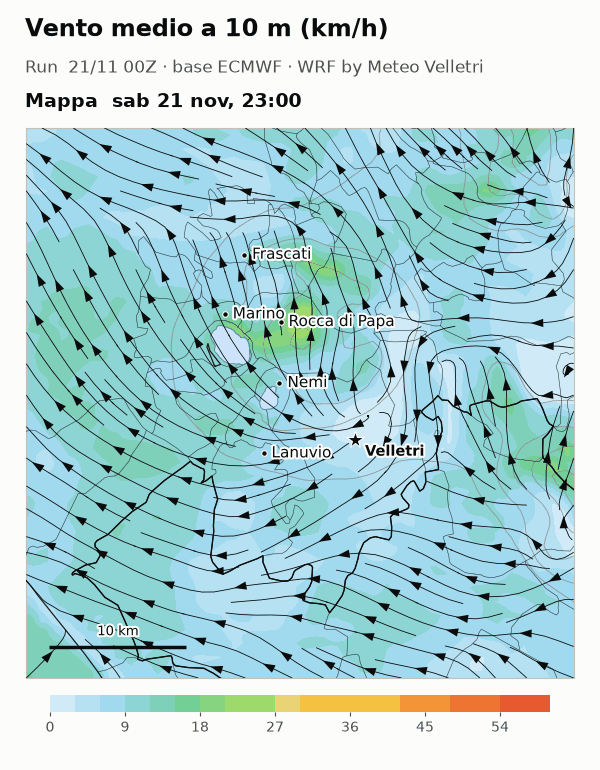 Vento medio a 10 m (km/h)
Run  21/11 00Z · base ECMWF · WRF by Meteo Velletri
Mappa  sab 21 nov, 23:00
Frascati
Marino
Rocca di Papa
Nemi
Lanuvio
Velletri
10 km
0 9 18 27 36 45 54